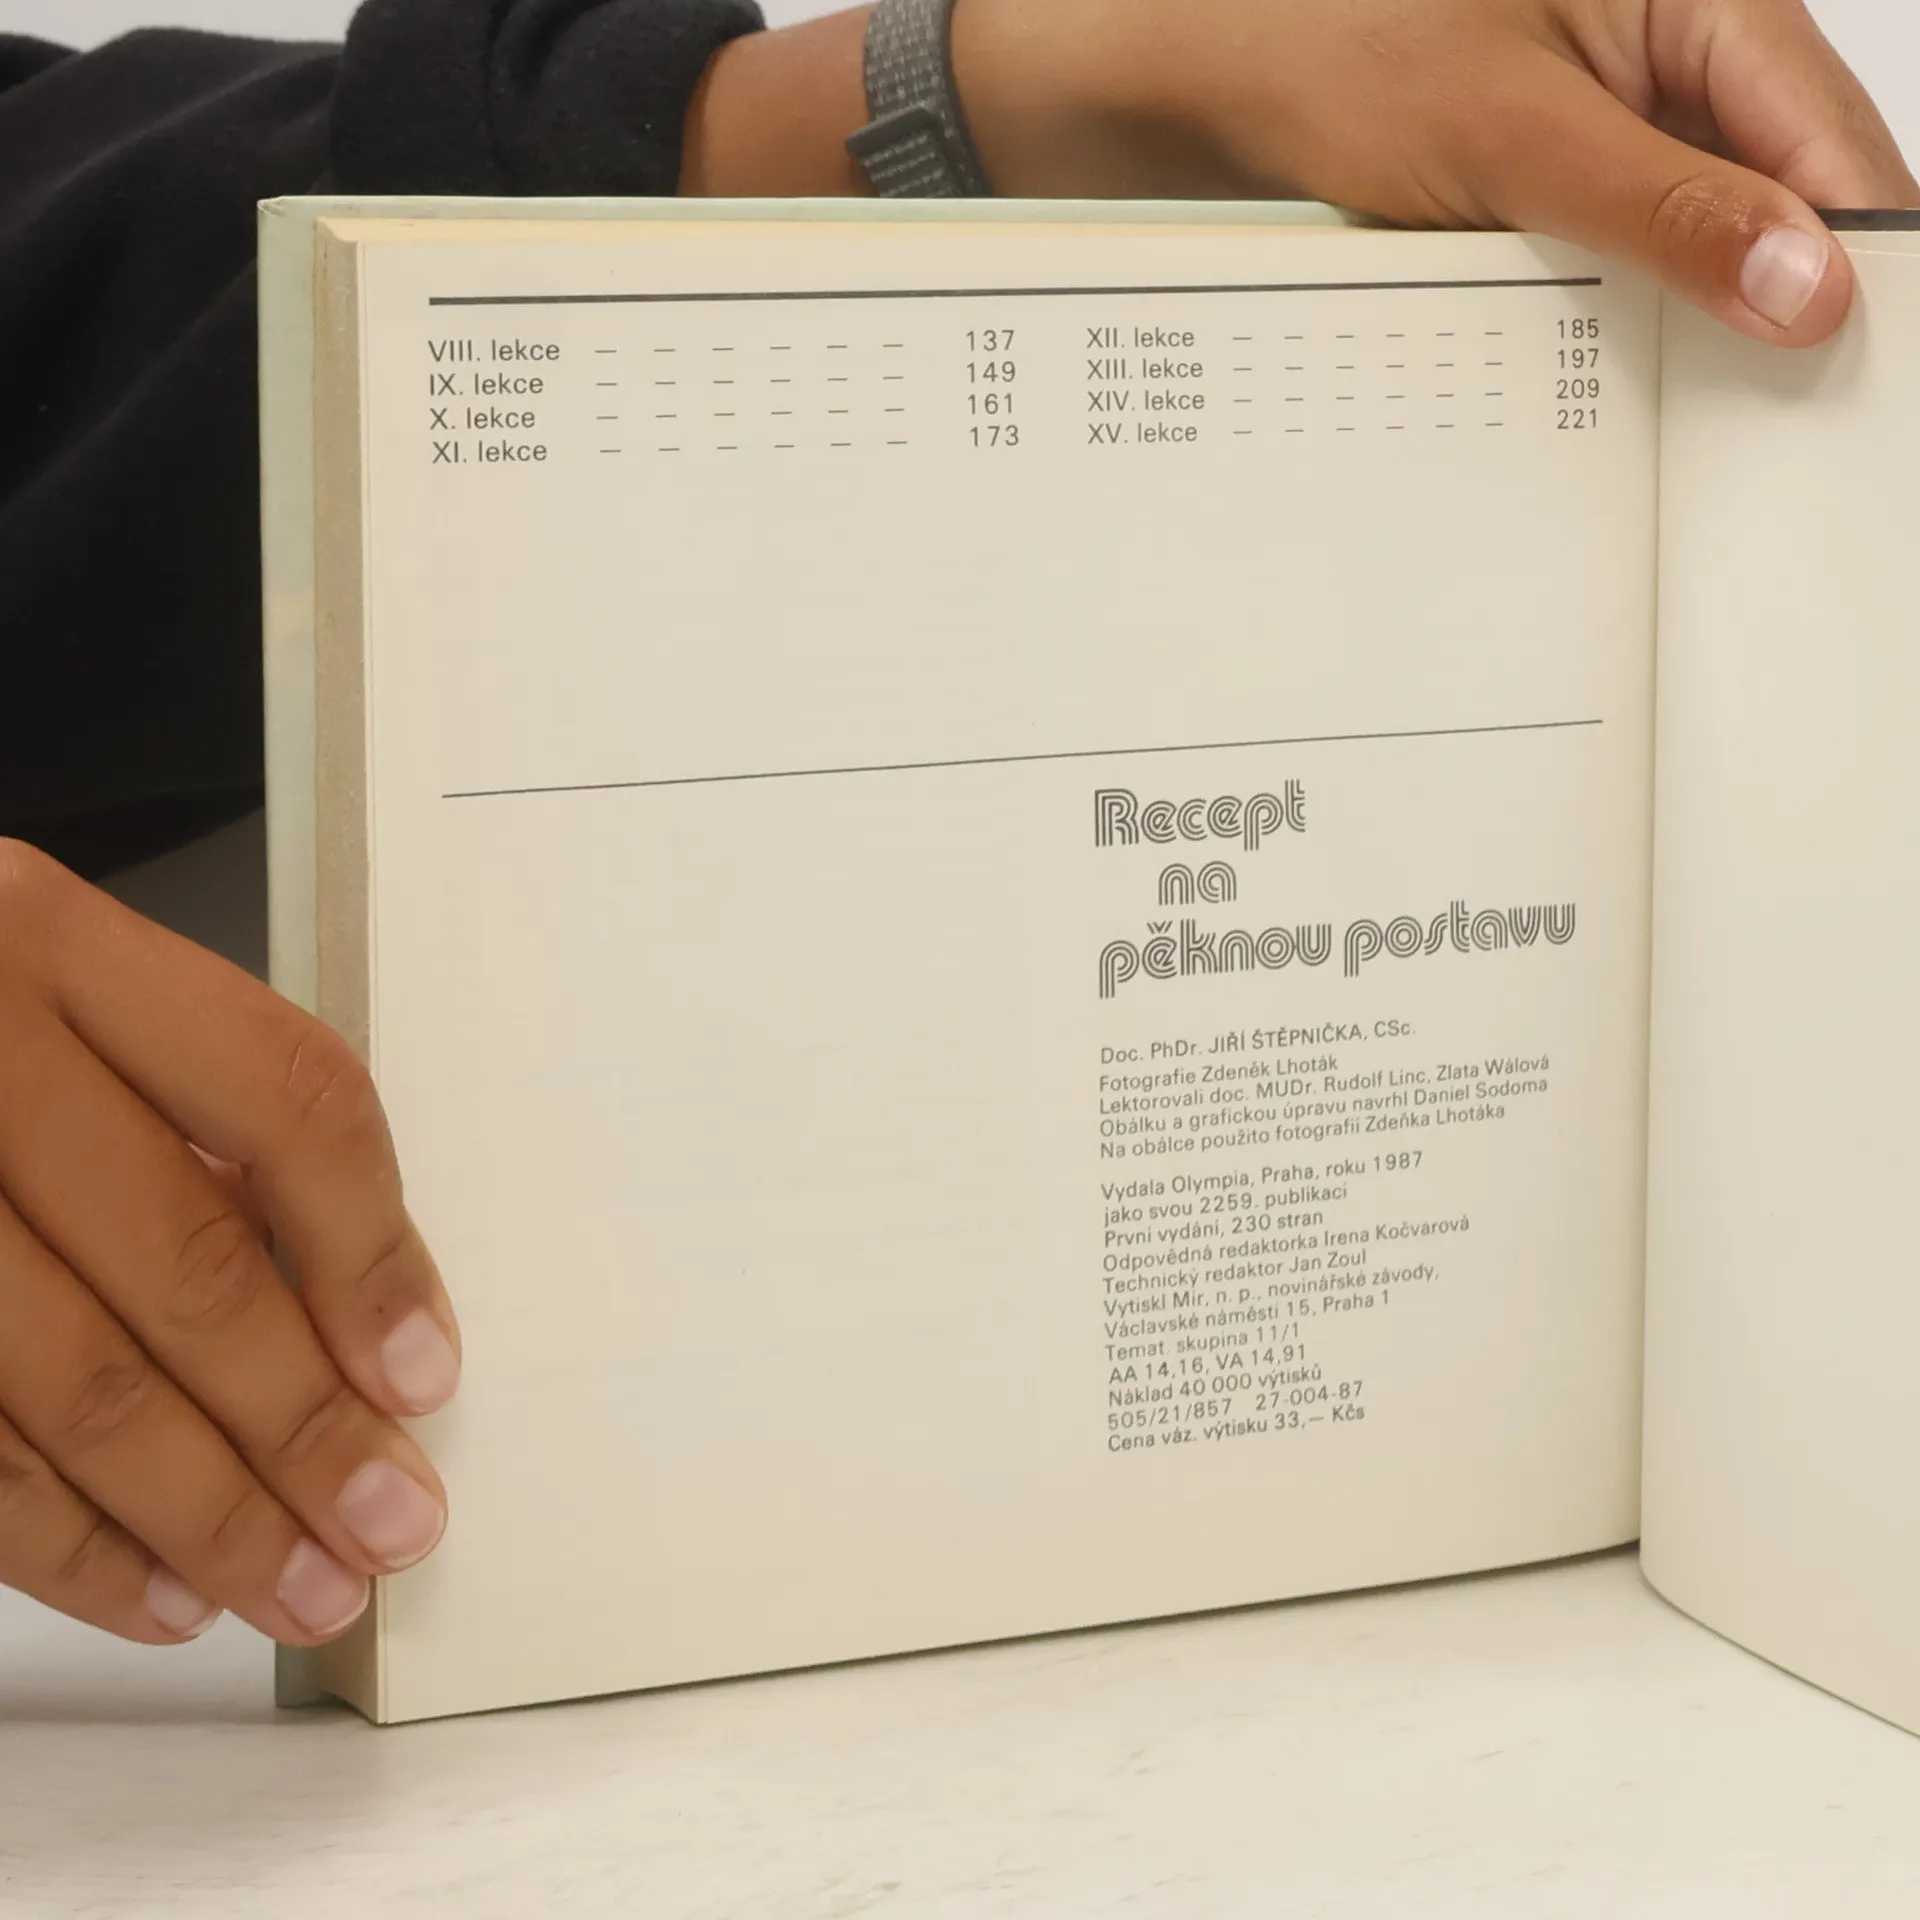 VIII. lekce — — — — — — 137
IX. lekce — — — — — — 149
X. lekce — — — — — — 161
XI. lekce — — — — — — 173
XII. lekce — — — — — — 185
XIII. lekce — — — — — — 197
XIV. lekce — — — — — — 209
XV. lekce — — — — — — 221
Recept
na
pěknou postavu
Doc. PhDr. JIŘÍ ŠTĚPNIČKA, CSc.
Fotografie Zdeněk Lhoták
Lektorovali doc. MUDr. Rudolf Linc, Zlata Wálová
Obálku a grafickou úpravu navrhl Daniel Sodoma
Na obálce použito fotografií Zdeňka Lhotáka
Vydala Olympia, Praha, roku 1987
jako svou 2259. publikaci
První vydání, 230 stran
Odpovědná redaktorka Irena Kočvarová
Technický redaktor Jan Zoul
Vytiskl Mír, n. p., novinářské závody,
Václavské náměstí 15, Praha 1
Temat. skupina 11/1
AA 14,16, VA 14,91
Náklad 40 000 výtisků
505/21/857 27-004-87
Cena váz. výtisku 33,— Kčs